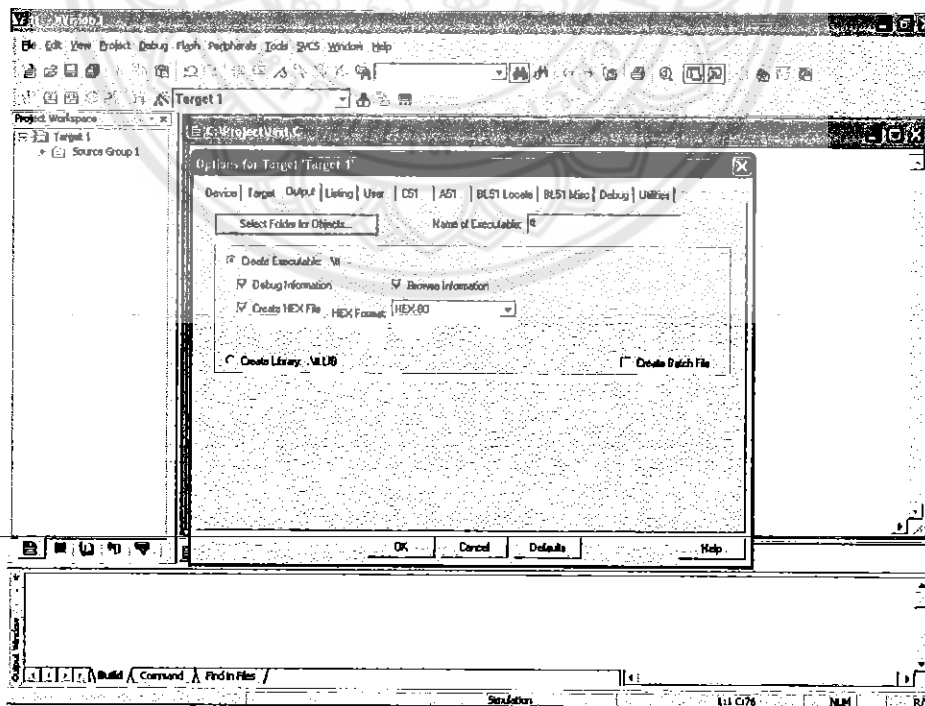 File Edit View Project Debug Flash Peripherals Tools SVCS Window Help
Target 1
Project Workspace
Target 1
Source Group 1
Options for Target 'Target 1'
Device Target Output Listing User C51 A51 BL51 Locate BL51 Misc Debug Utilities
Select Folder for Objects...
Name of Executable:
Create Executable:
Debug Information
Browse Information
Create HEX File
HEX Format: HEX-80
Create Library:
Create Batch File
OK Cancel Defaults Help
Output Window
Build Command Find in Files
Simulation
NUM